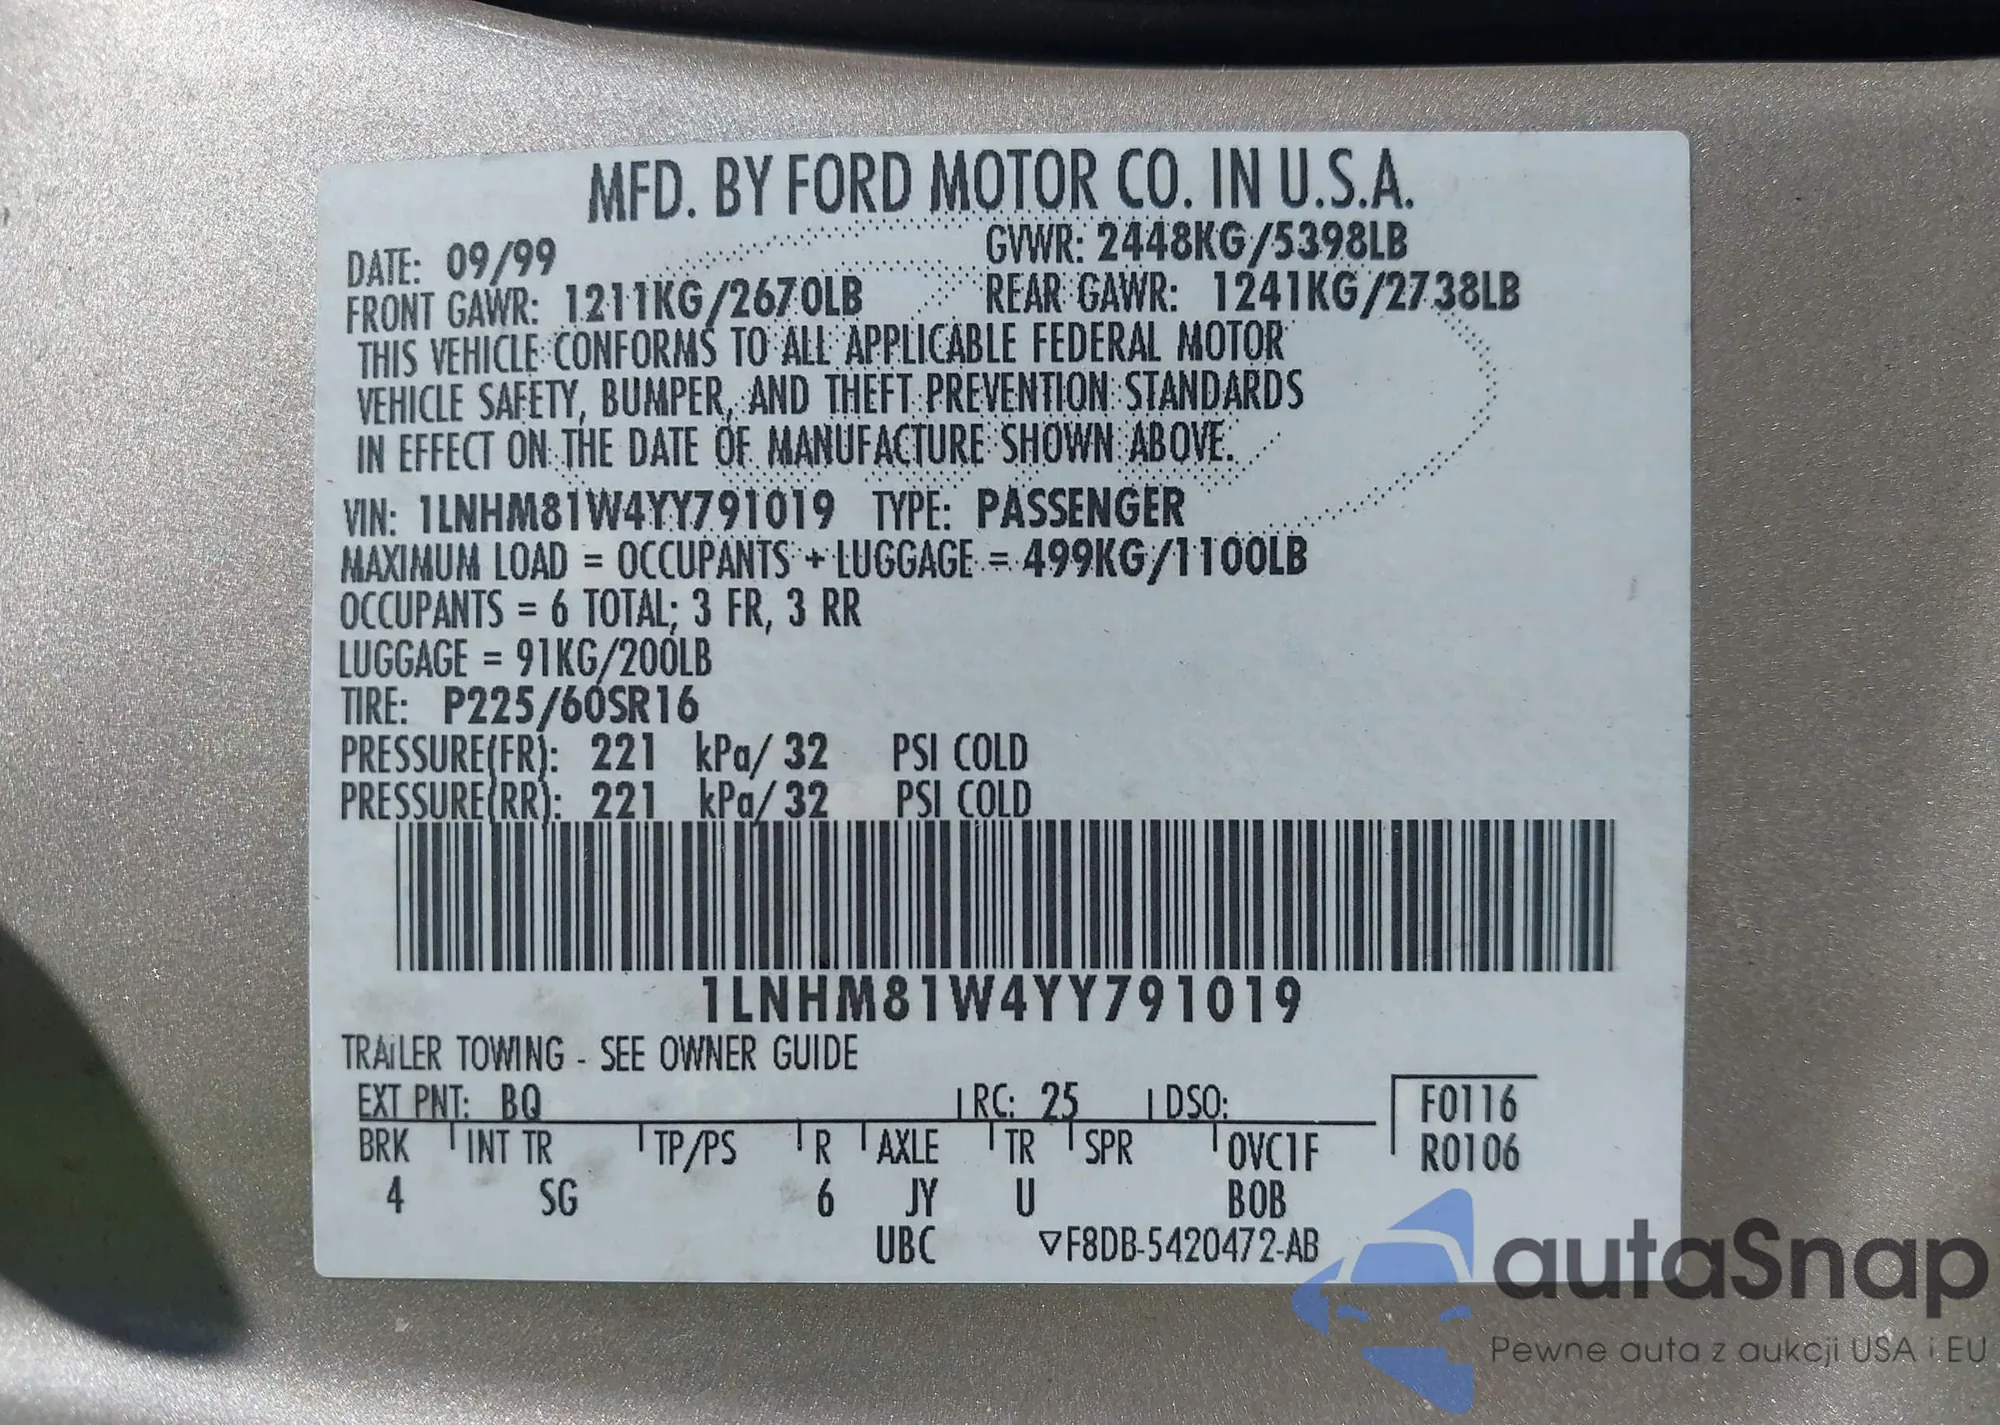 MFD. BY FORD MOTOR CO. IN U.S.A.
DATE: 09/99 GVWR: 2448KG/5398LB
FRONT GAWR: 1211KG/2670LB REAR GAWR: 1241KG/2738LB
THIS VEHICLE CONFORMS TO ALL APPLICABLE FEDERAL MOTOR
VEHICLE SAFETY, BUMPER, AND THEFT PREVENTION STANDARDS
IN EFFECT ON THE DATE OF MANUFACTURE SHOWN ABOVE.
VIN: 1LNHM81W4YY791019 TYPE: PASSENGER
MAXIMUM LOAD = OCCUPANTS + LUGGAGE = 499KG/1100LB
OCCUPANTS = 6 TOTAL; 3 FR, 3 RR
LUGGAGE = 91KG/200LB
TIRE: P225/60SR16
PRESSURE(FR): 221 kPa/ 32 PSI COLD
PRESSURE(RR): 221 kPa/ 32 PSI COLD
1LNHM81W4YY791019
TRAiLER TOWING - SEE OWNER GUIDE
EXT PNT: BQ RC: 25 DSO: F0116
BRK INT TR TP/PS R AXLE TR SPR OVC1F R0106
4 SG 6 JY U BOB
UBC ▽F8DB-5420472-AB
autaSnap
Pewne auta z aukcji USA i EU